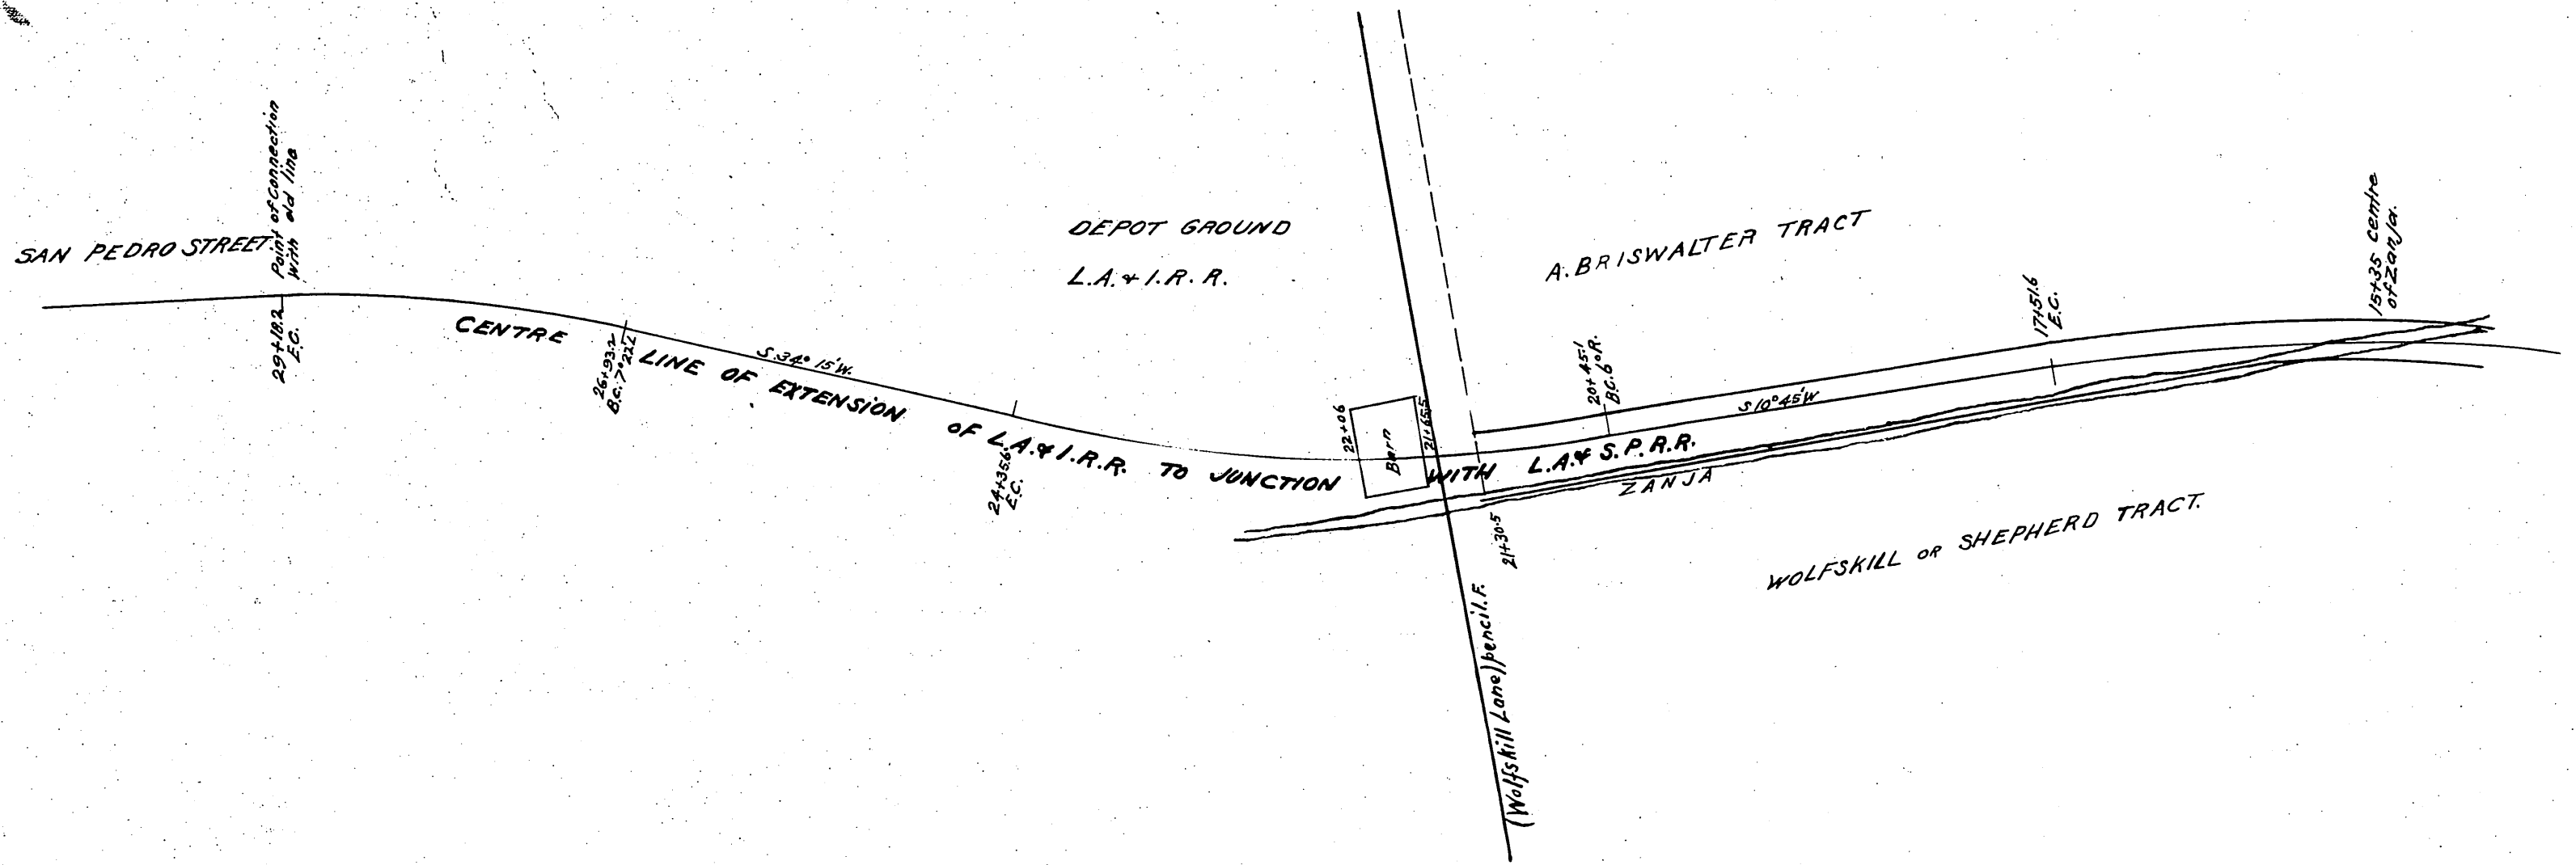 SAN PEDRO STREET
Point of Connection
with old line
29+18.2
E.C.
CENTRE LINE OF EXTENSION OF L.A. & I.R.R. TO JUNCTION WITH L.A. & S.P.R.R.
26+93.2
B.C. 7°22'L
S.34° 15'W.
24+35.6
E.C.
DEPOT GROUND
L.A. & I.R.R.
22+06
Barn
21+65.5
21+30.5
(Wolfskill Lane) pencil. F.
A. BRISWALTER TRACT
20+45.1
B.C. 6°R.
S 10° 45'W
17+51.6
E.C.
15+35 centre
of Zanja.
ZANJA
WOLFSKILL OR SHEPHERD TRACT.